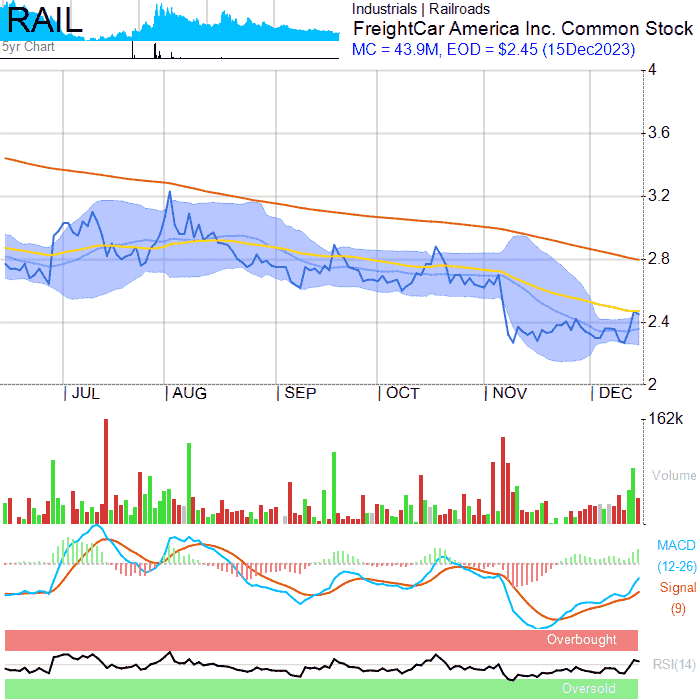 RAIL
5yr Chart
Industrials | Railroads
FreightCar America Inc. Common Stock
MC = 43.9M, EOD = $2.45 (15Dec2023)
4
3.6
3.2
2.8
2.4
2
JUL AUG SEP OCT NOV DEC
162k
Volume
MACD
(12-26)
Signal
(9)
Overbought
RSI(14)
Oversold